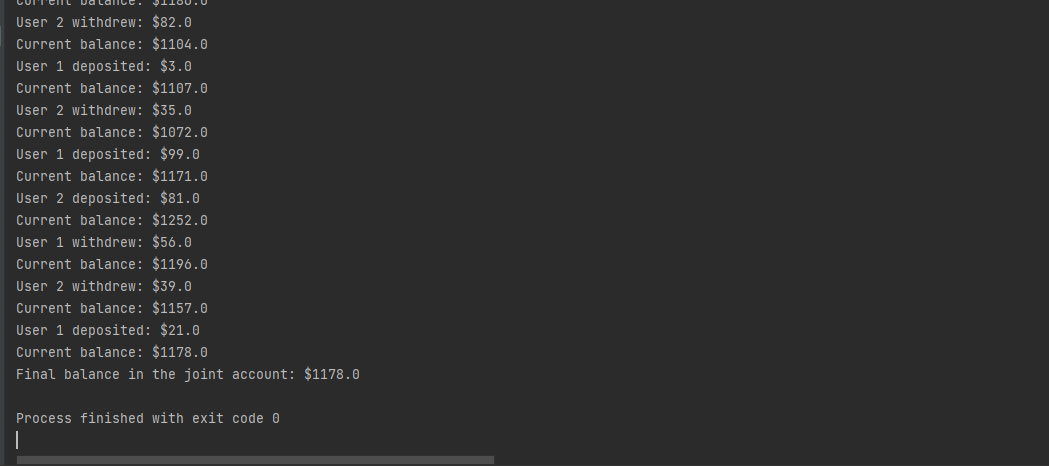 Current balance: $1186.0
User 2 withdrew: $82.0
Current balance: $1104.0
User 1 deposited: $3.0
Current balance: $1107.0
User 2 withdrew: $35.0
Current balance: $1072.0
User 1 deposited: $99.0
Current balance: $1171.0
User 2 deposited: $81.0
Current balance: $1252.0
User 1 withdrew: $56.0
Current balance: $1196.0
User 2 withdrew: $39.0
Current balance: $1157.0
User 1 deposited: $21.0
Current balance: $1178.0
Final balance in the joint account: $1178.0
Process finished with exit code 0